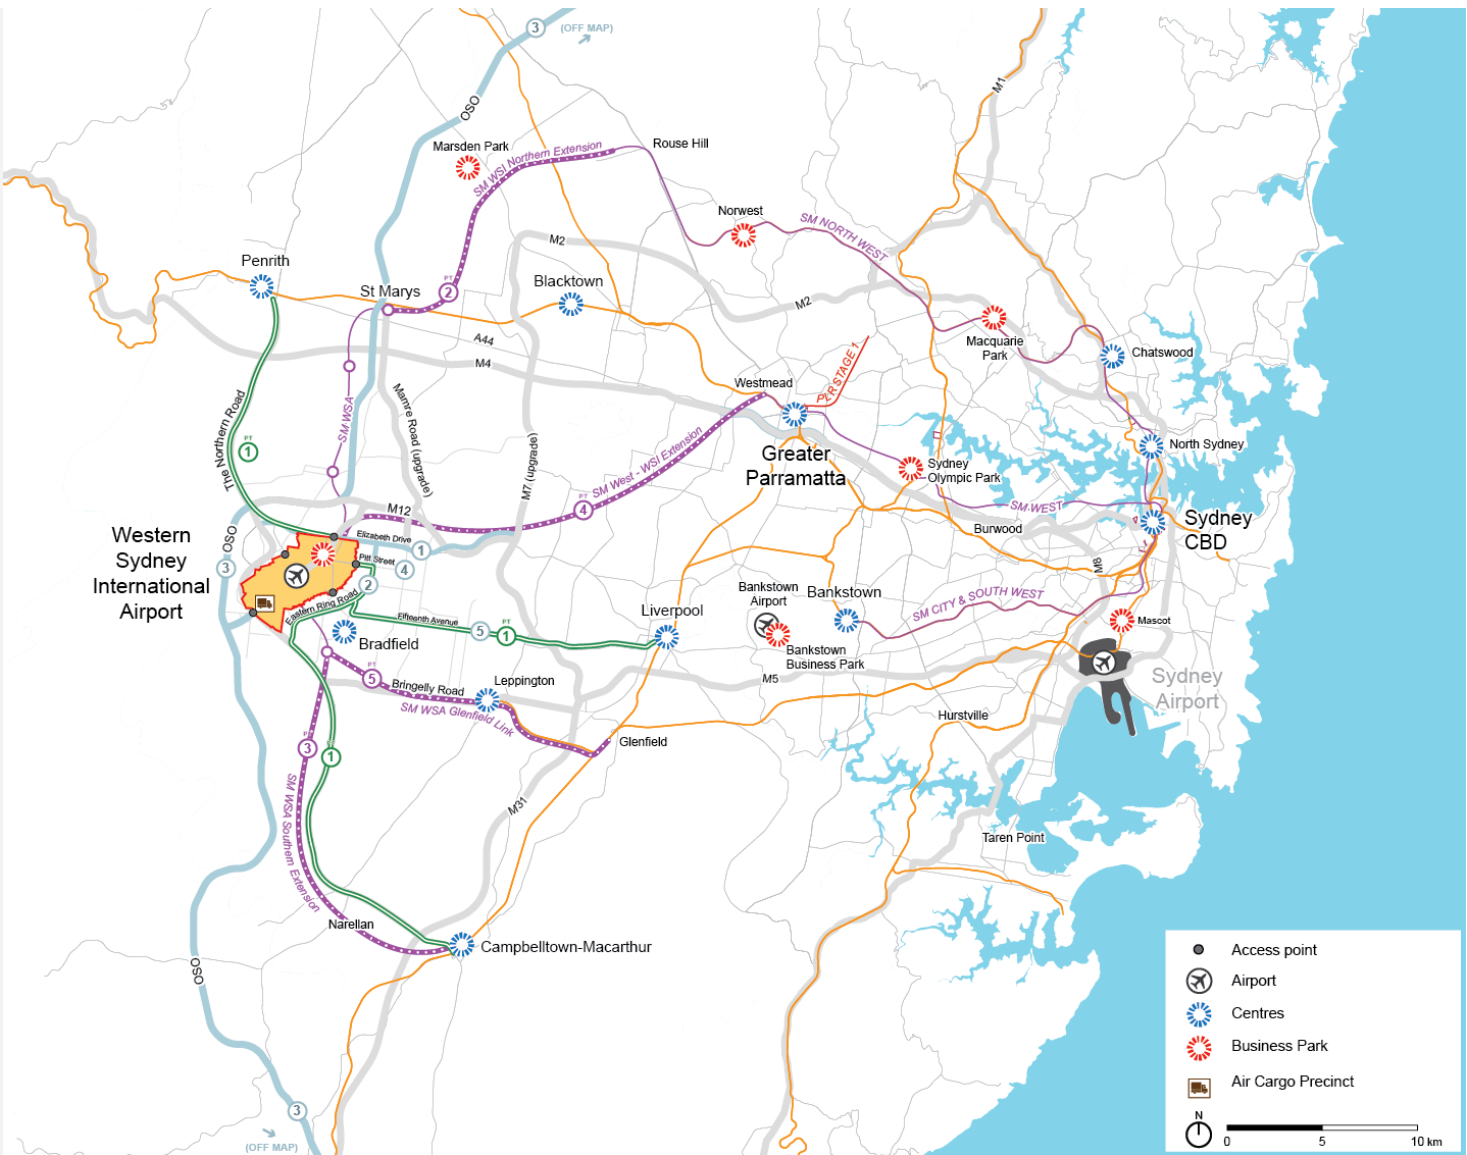 3
(OFF MAP)
M1
OSO
Marsden Park
SM WSI Northern Extension
Rouse Hill
Norwest
SM NORTH WEST
M2
Penrith
St Marys
PT
2
Blacktown
M2
A44
M4
Macquarie
Park
Chatswood
Westmead
PLR STAGE 1
The Northern Road
PT
1
SM WSA
Mamre Road (upgrade)
M7 (upgrade)
SM West - WSI Extension
PT
4
Greater
Parramatta
Sydney
Olympic Park
North Sydney
SM WEST
Burwood
Sydney
CBD
M12
Elizabeth Drive
1
Pitt Street
4
2
OSO
3
Western
Sydney
International
Airport
Eastern Ring Road
Fifteenth Avenue
5
PT
1
Bradfield
Liverpool
Bankstown
Airport
Bankstown
Bankstown
Business Park
SM CITY & SOUTH WEST
M8
Mascot
Sydney
Airport
PT
5
Bringelly Road
Leppington
SM WSA Glenfield Link
M5
Glenfield
Hurstville
3
1
SM WSA Southern Extension
M31
Taren Point
Narellan
Campbelltown-Macarthur
OSO
3
(OFF MAP)
Access point
Airport
Centres
Business Park
Air Cargo Precinct
N
0 5 10 km